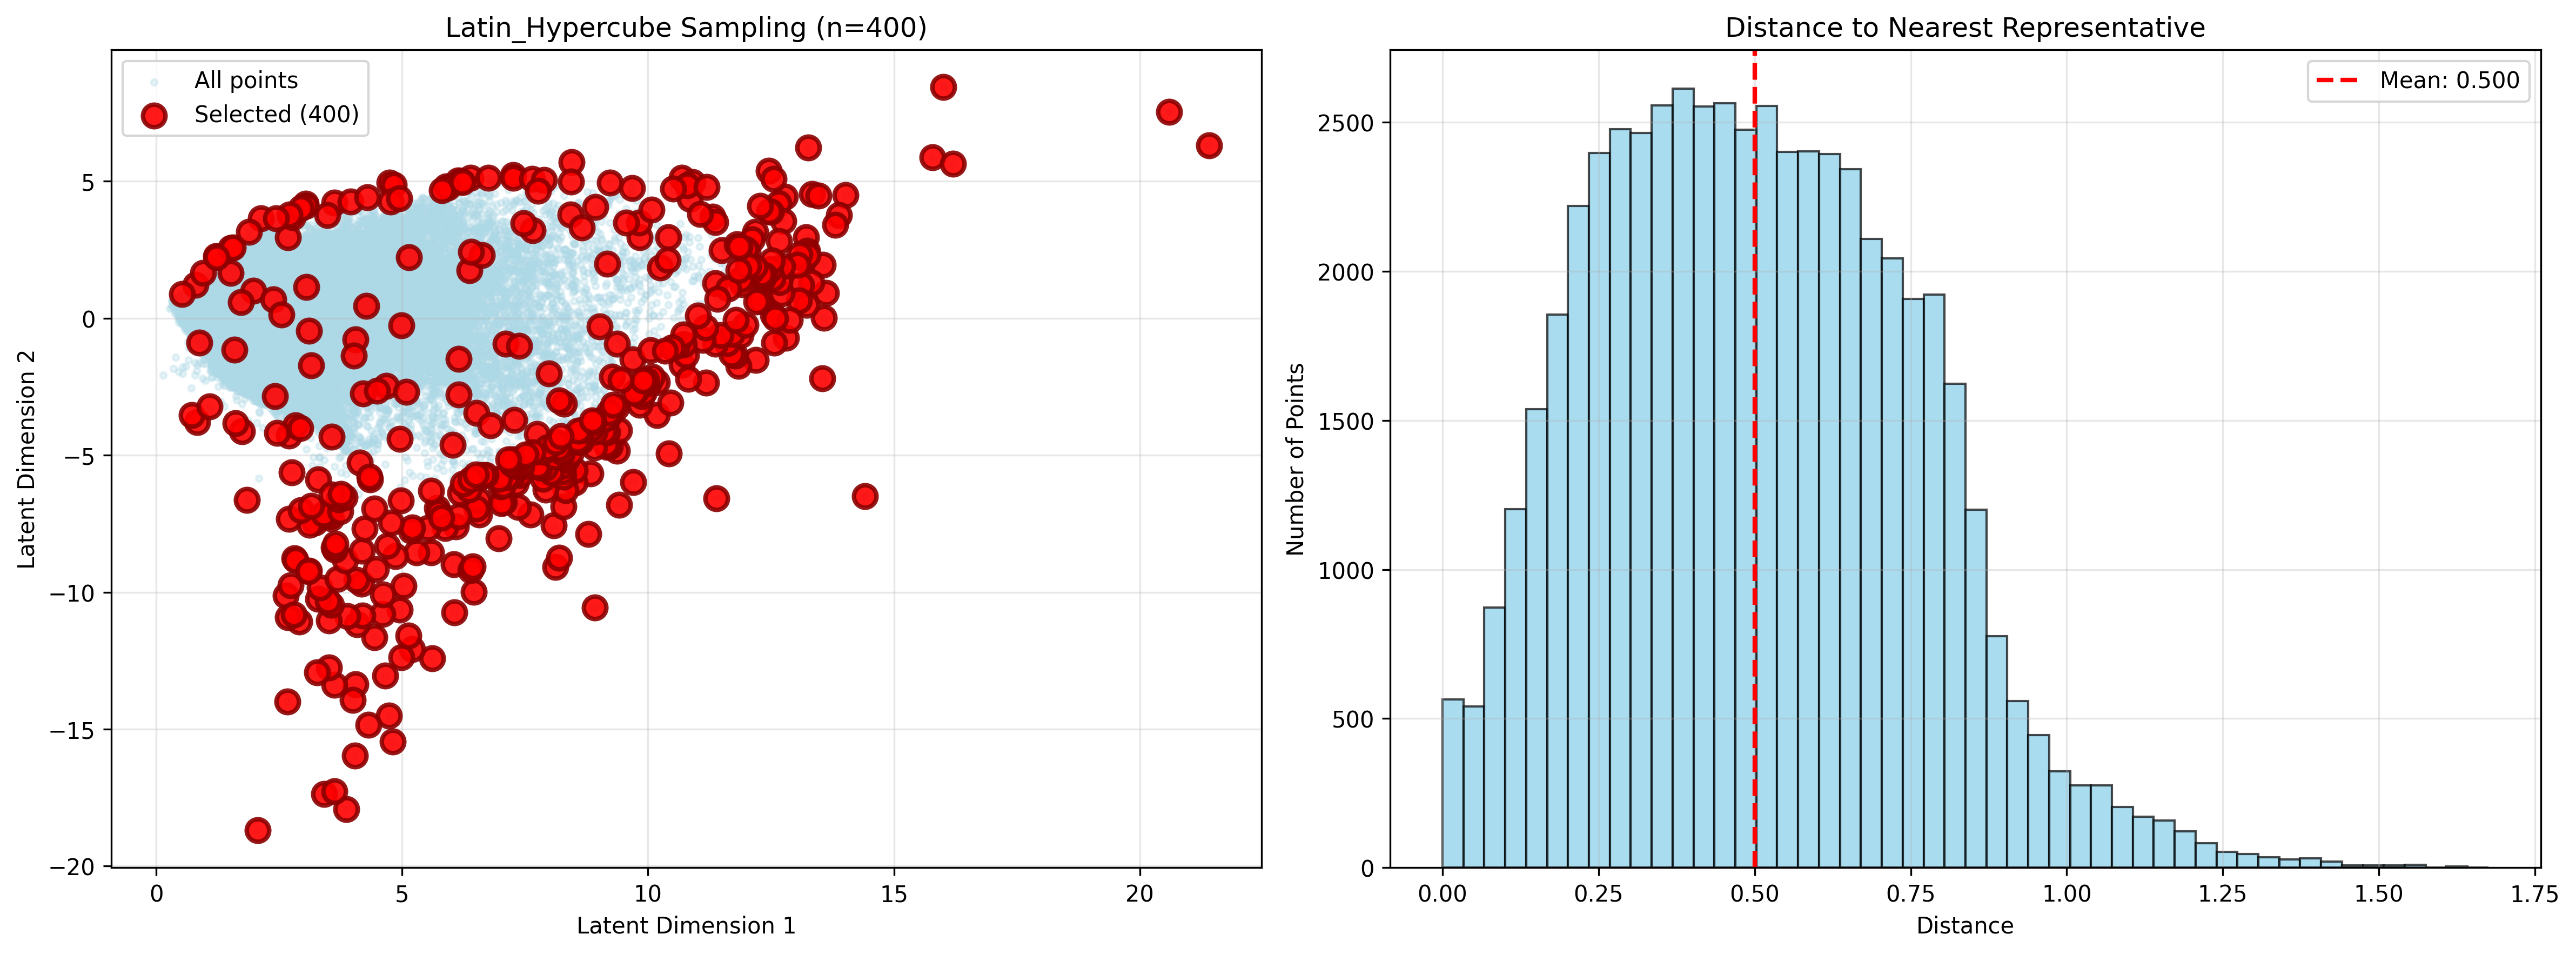 Latin_Hypercube Sampling (n=400)
All points
Selected (400)
5
0
−5
−10
−15
−20
Latent Dimension 2
0
5
10
15
20
Latent Dimension 1
Distance to Nearest Representative
Mean: 0.500
2500
2000
1500
1000
500
0
Number of Points
0.00
0.25
0.50
0.75
1.00
1.25
1.50
1.75
Distance